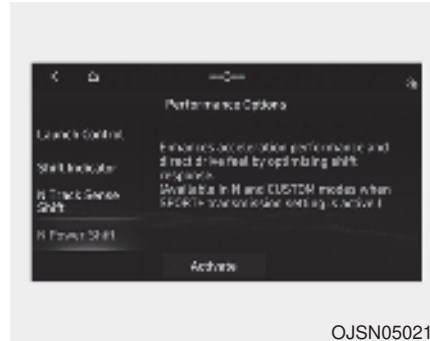 Performance Options
Launch Control
Shift Indicator
N Track Sense
Shift
N Power Shift
Enhances acceleration performance and
direct drive feel by optimizing shift
response.
(Available in N and CUSTOM modes when
SPORT+ transmission setting is active.)
Activate
OJSN05021